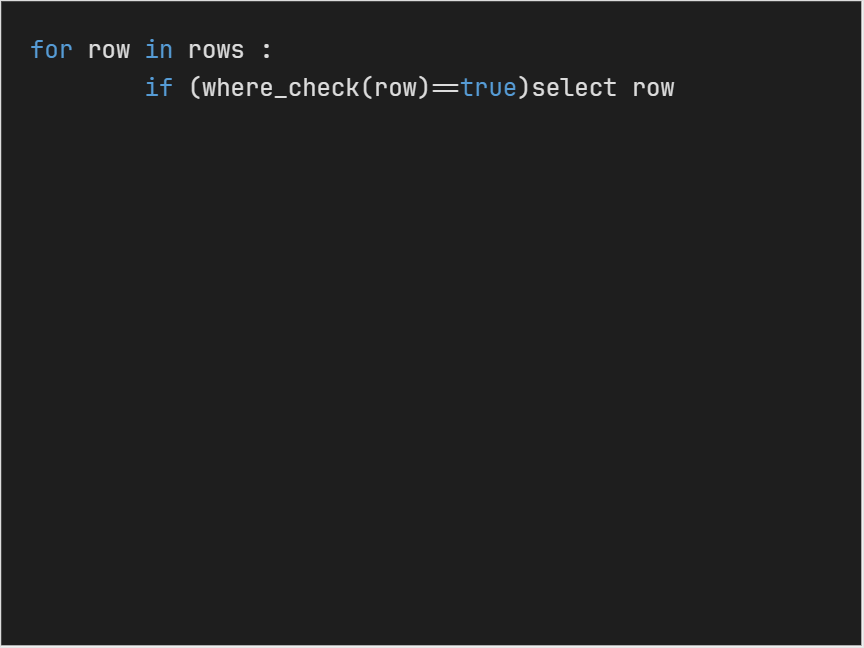 for row in rows :
        if (where_check(row)==true)select row